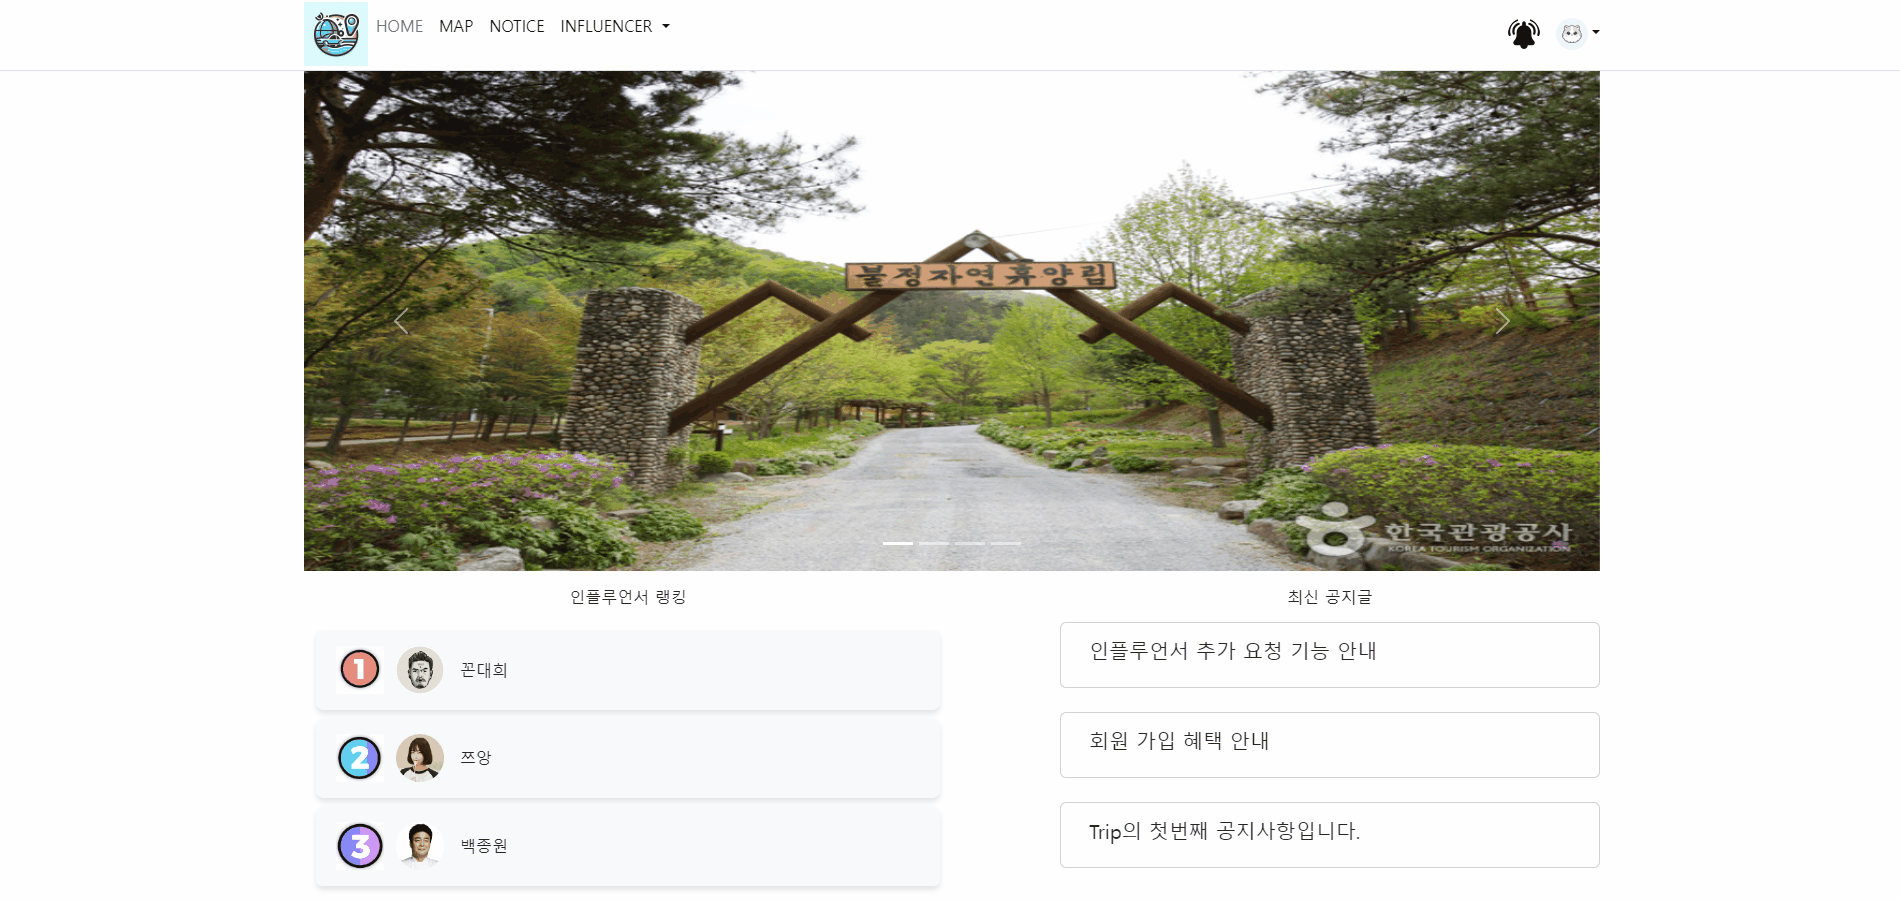 HOME MAP NOTICE INFLUENCER
불정자연휴양림
한국관광공사
KOREA TOURISM ORGANIZATION
인플루언서 랭킹
1 꼰대희
2 쯔양
3 백종원
최신 공지글
인플루언서 추가 요청 기능 안내
회원 가입 혜택 안내
Trip의 첫번째 공지사항입니다.